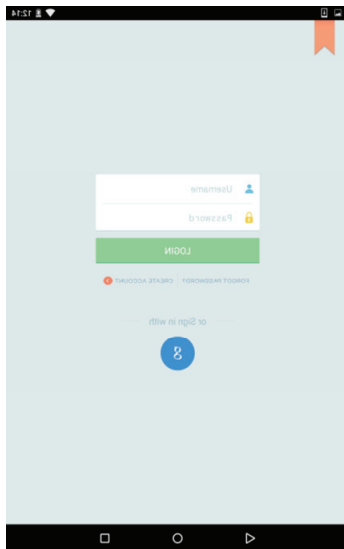 12:14
Username
Password
LOGIN
FORGOT PASSWORD? CREATE ACCOUNT
or Sign in with
g